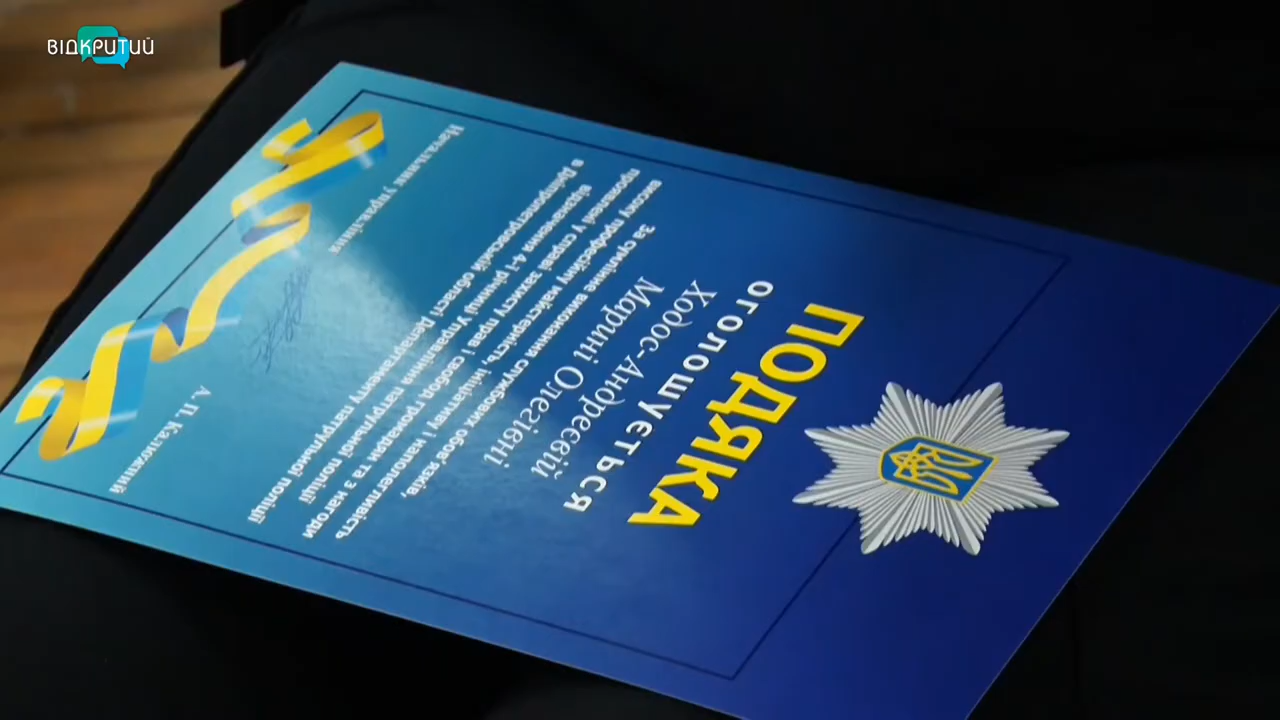 ВІДКРИТИЙ
ПОДЯКА
оголошується
Ходос-Андреєвій
Марині Олегівні
За сумлінне виконання службових обов'язків,
високу професійну майстерність, ініціативу і наполегливість
проявлені у справі захисту прав і свобод громадян та з нагоди
відзначення 4-ї річниці Управління патрульної поліції
в Дніпропетровській області Департаменту патрульної поліції
Начальник управління
А. П. Каложний